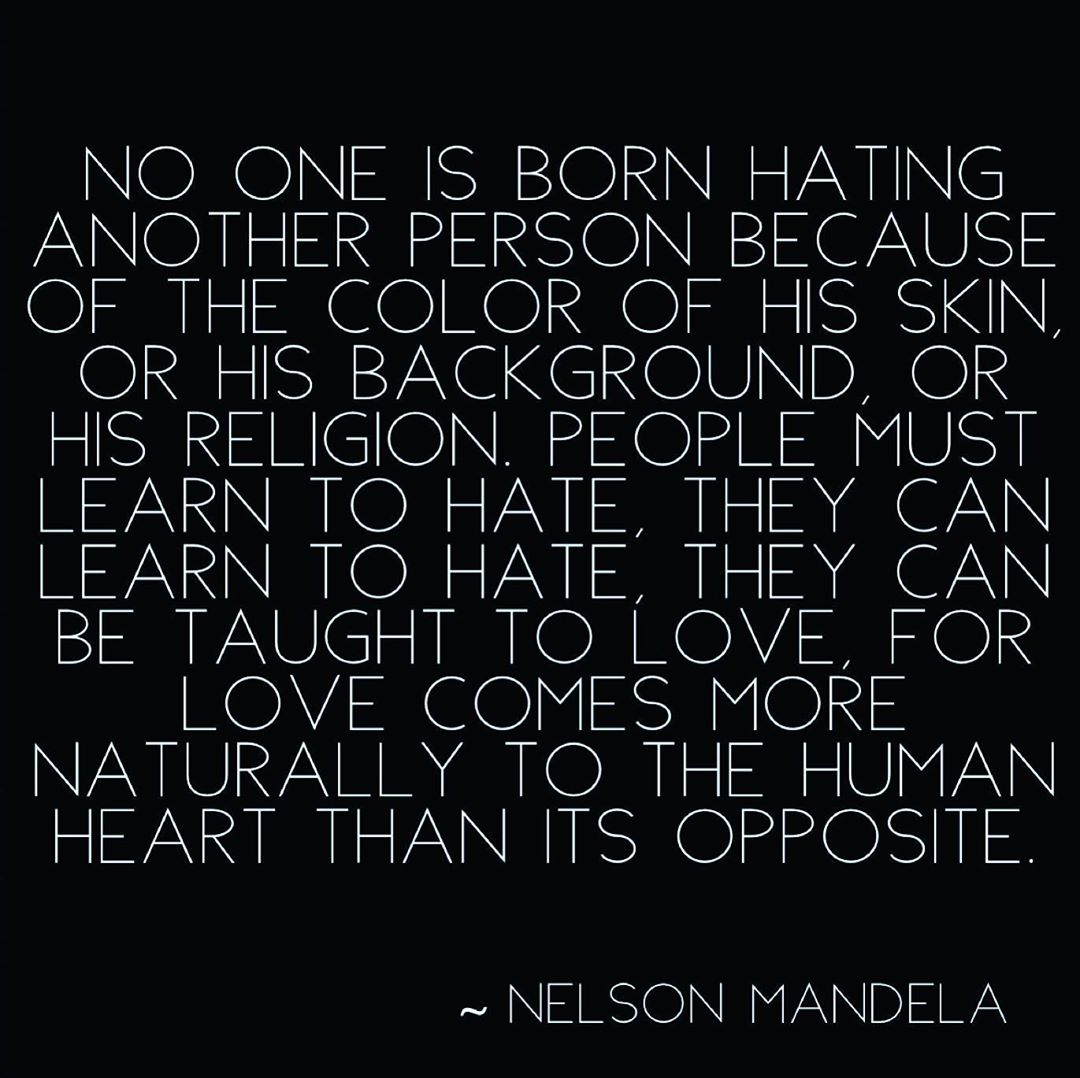 NO ONE IS BORN HATING
ANOTHER PERSON BECAUSE
OF THE COLOR OF HIS SKIN,
OR HIS BACKGROUND, OR
HIS RELIGION. PEOPLE MUST
LEARN TO HATE, THEY CAN
LEARN TO HATE, THEY CAN
BE TAUGHT TO LOVE, FOR
LOVE COMES MORE
NATURALLY TO THE HUMAN
HEART THAN ITS OPPOSITE.
~ NELSON MANDELA